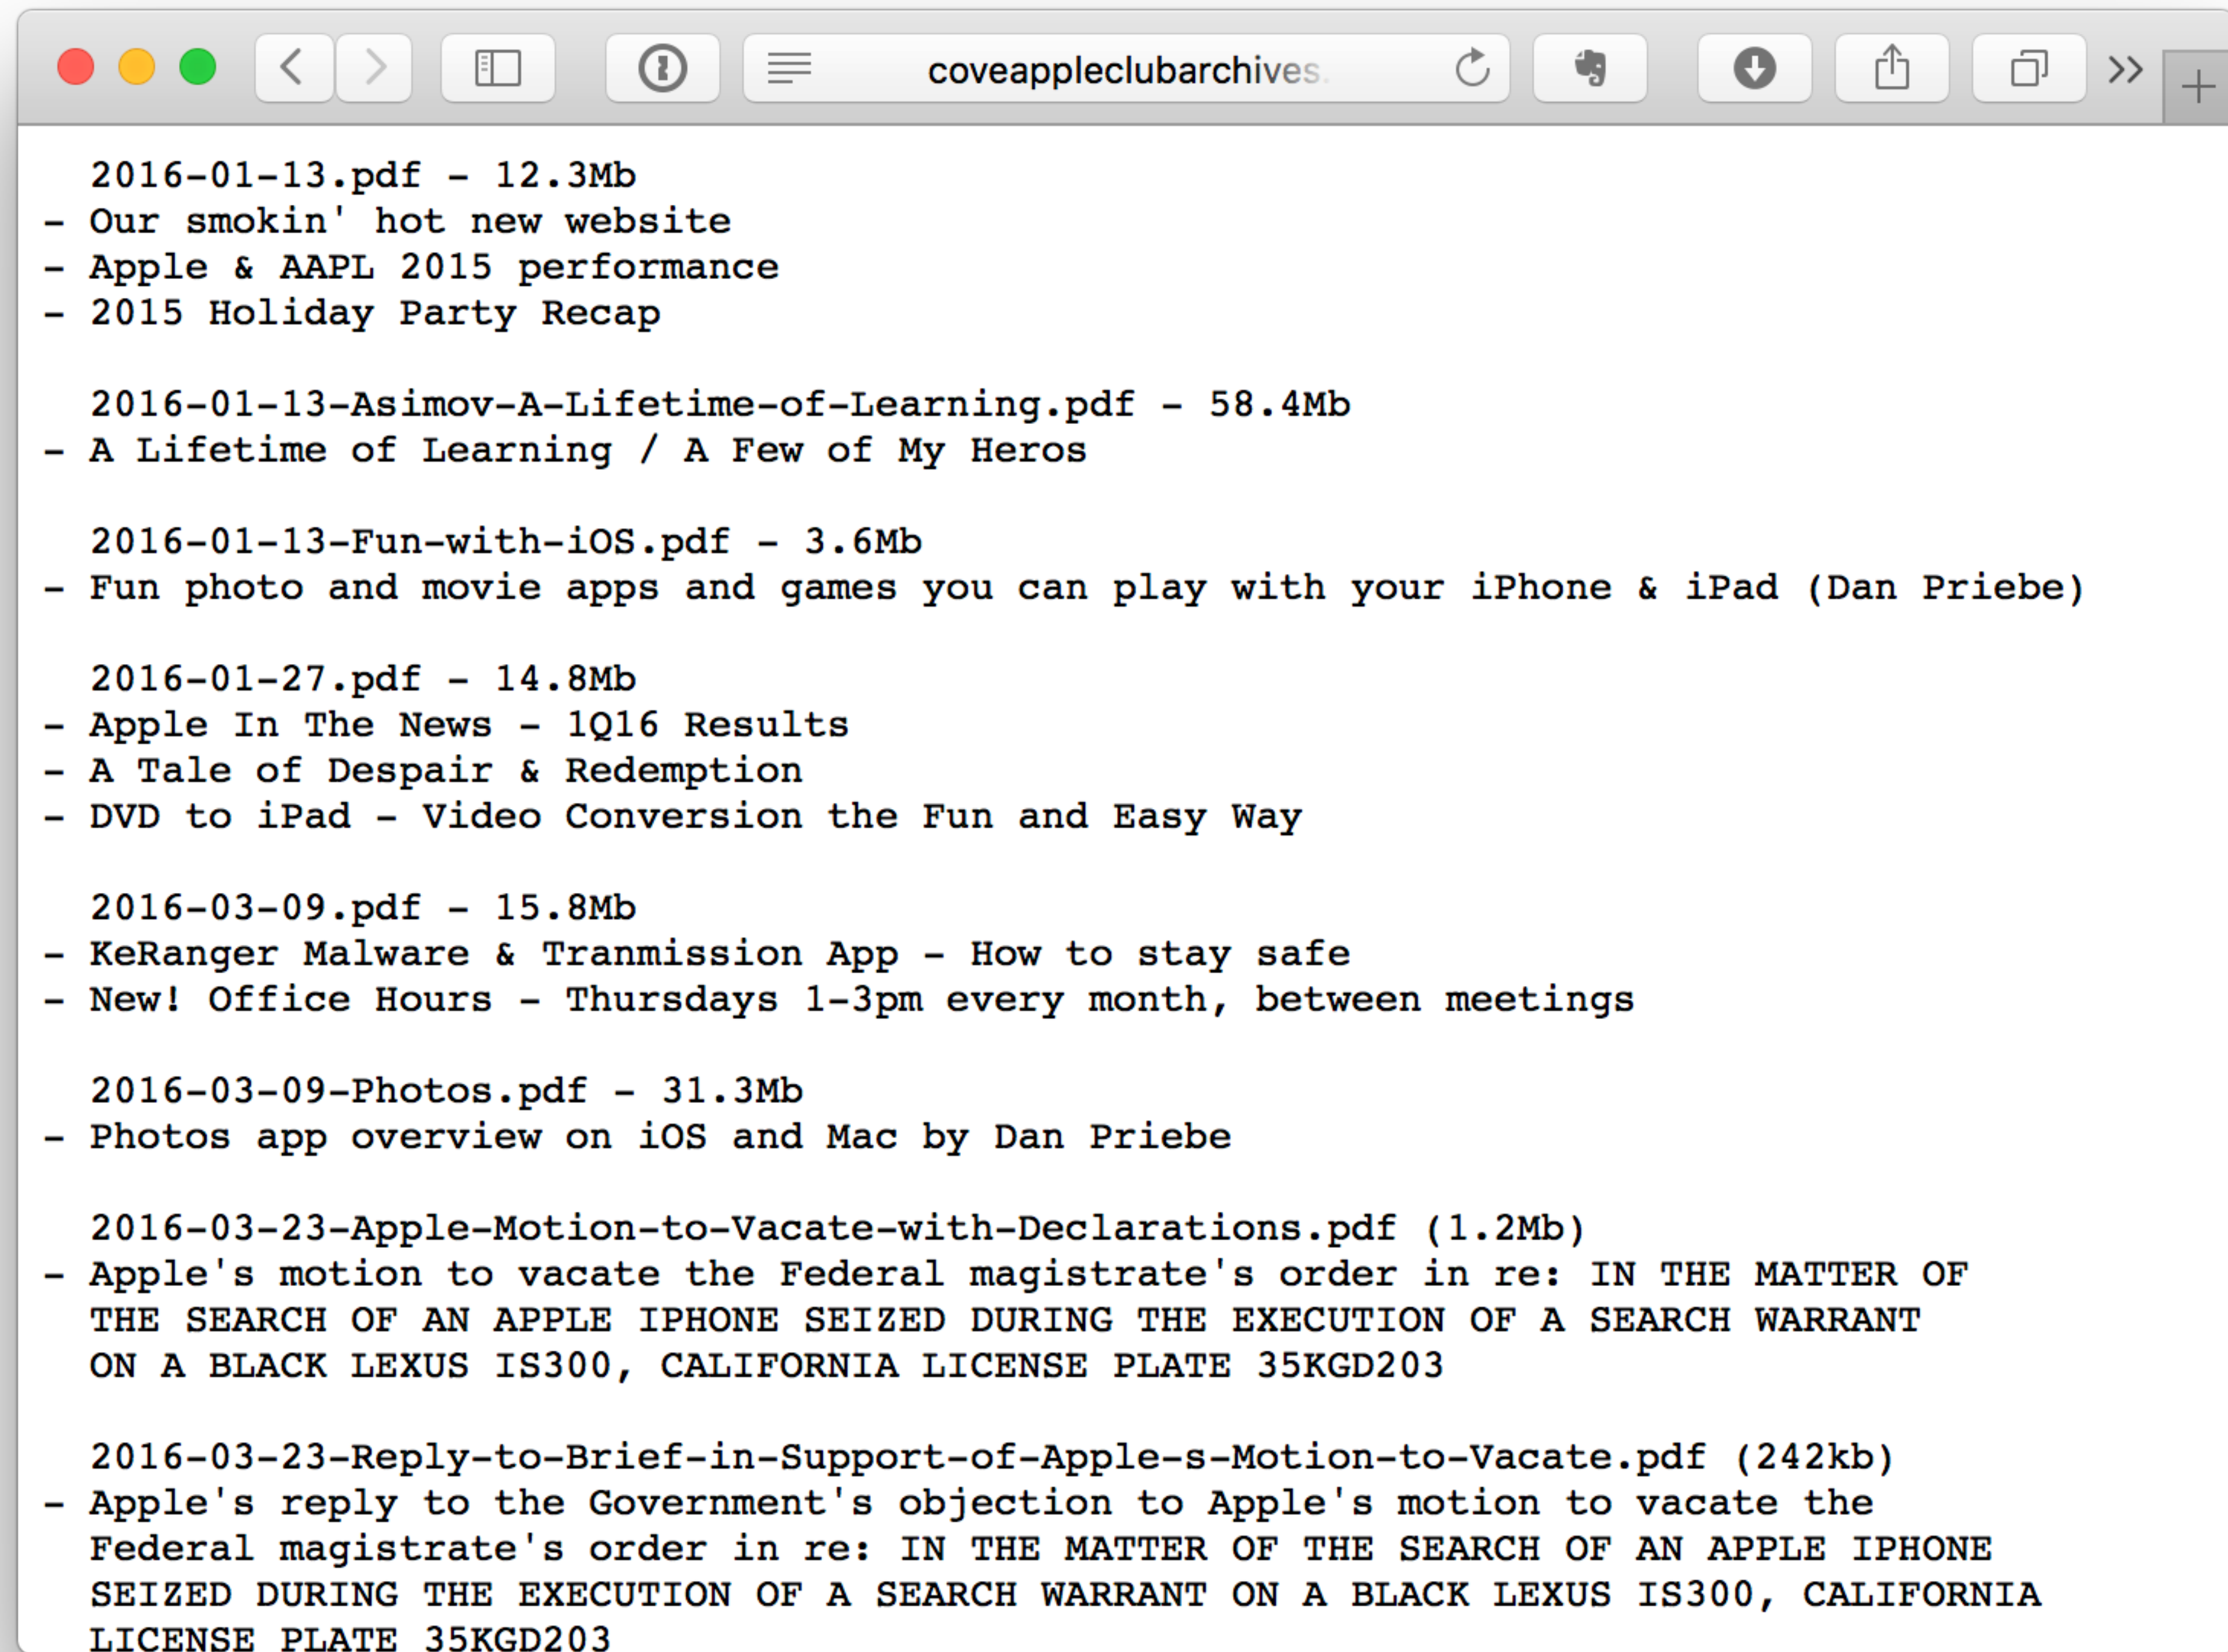 coveappleclubarchives.
2016-01-13.pdf - 12.3Mb
- Our smokin' hot new website
- Apple & AAPL 2015 performance
- 2015 Holiday Party Recap
2016-01-13-Asimov-A-Lifetime-of-Learning.pdf - 58.4Mb
- A Lifetime of Learning / A Few of My Heros
2016-01-13-Fun-with-iOS.pdf - 3.6Mb
- Fun photo and movie apps and games you can play with your iPhone & iPad (Dan Priebe)
2016-01-27.pdf - 14.8Mb
- Apple In The News - 1Q16 Results
- A Tale of Despair & Redemption
- DVD to iPad - Video Conversion the Fun and Easy Way
2016-03-09.pdf - 15.8Mb
- KeRanger Malware & Tranmission App - How to stay safe
- New! Office Hours - Thursdays 1-3pm every month, between meetings
2016-03-09-Photos.pdf - 31.3Mb
- Photos app overview on iOS and Mac by Dan Priebe
2016-03-23-Apple-Motion-to-Vacate-with-Declarations.pdf (1.2Mb)
- Apple's motion to vacate the Federal magistrate's order in re: IN THE MATTER OF
THE SEARCH OF AN APPLE IPHONE SEIZED DURING THE EXECUTION OF A SEARCH WARRANT
ON A BLACK LEXUS IS300, CALIFORNIA LICENSE PLATE 35KGD203
2016-03-23-Reply-to-Brief-in-Support-of-Apple-s-Motion-to-Vacate.pdf (242kb)
- Apple's reply to the Government's objection to Apple's motion to vacate the
Federal magistrate's order in re: IN THE MATTER OF THE SEARCH OF AN APPLE IPHONE
SEIZED DURING THE EXECUTION OF A SEARCH WARRANT ON A BLACK LEXUS IS300, CALIFORNIA
LICENSE PLATE 35KGD203